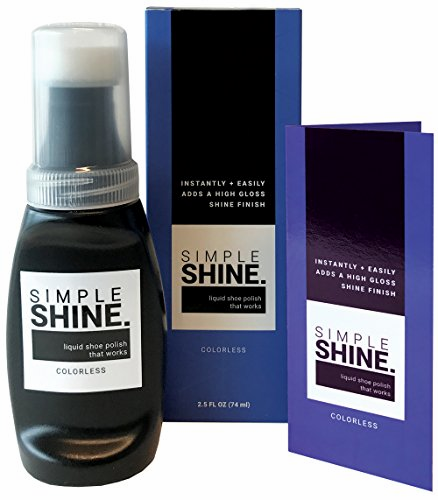 SIMPLE
SHINE.
liquid shoe polish
that works
COLORLESS
INSTANTLY + EASILY
ADDS A HIGH GLOSS
SHINE FINISH
SIMPLE
SHINE.
liquid shoe polish
that works
COLORLESS
2.5 FL OZ (74 ml)
INSTANTLY + EASILY
ADDS A HIGH GLOSS
SHINE FINISH
SIMPLE
SHINE.
liquid shoe polish
that works
COLORLESS